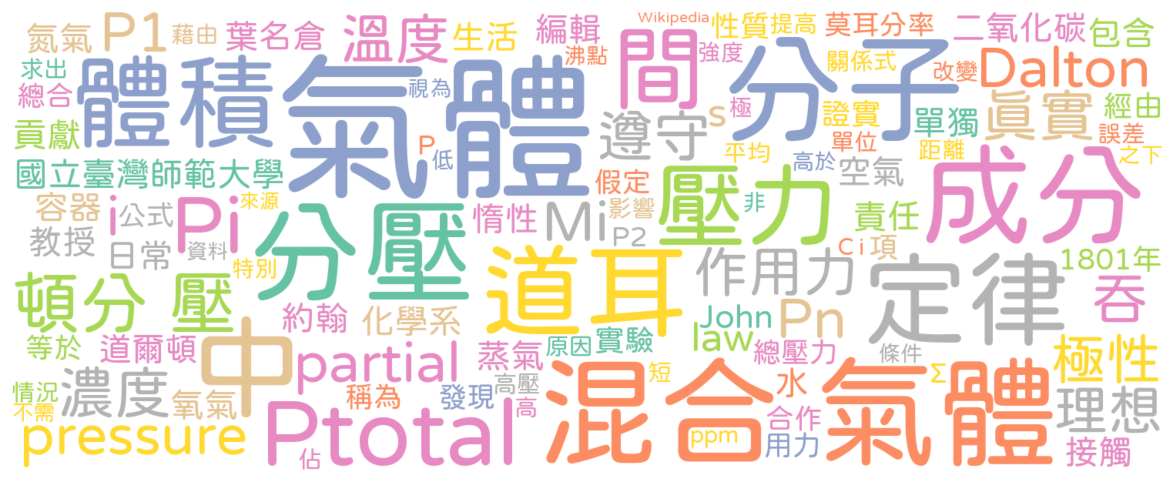 氮氣 P1 藉由 葉名倉 溫度 生活 編輯 Wikipedia 性質 提高 莫耳分率 二氧化碳 包含
求出 沸點 強度 關係式 改變 Dalton
總合 體積 氣體 視為 間 分子 極 證實 單獨 眞實 經由
貢獻 P 低 遵守 s 平均 單位 距離 誤差 之下
國立臺灣師範大學 假定 高於 空氣
容器 i 公式 Pi 來源 分壓 惰性 Mi 影響 壓力 非 責任 成分
教授 日常 資料 P2 Ci 項
特別 道耳 作用力 定律 1801年
頓分 壓 約翰 化學系 John Pn 吞
等於 道爾頓 中 partial 蒸氣 原因 實驗 law 總壓力 條件 極性
情況 濃度 氧氣 稱為 發現 高壓 短 水 Σ 理想
不需 高 混合氣體 合作
pressure Ptotal 佔 ppm 用力 接觸